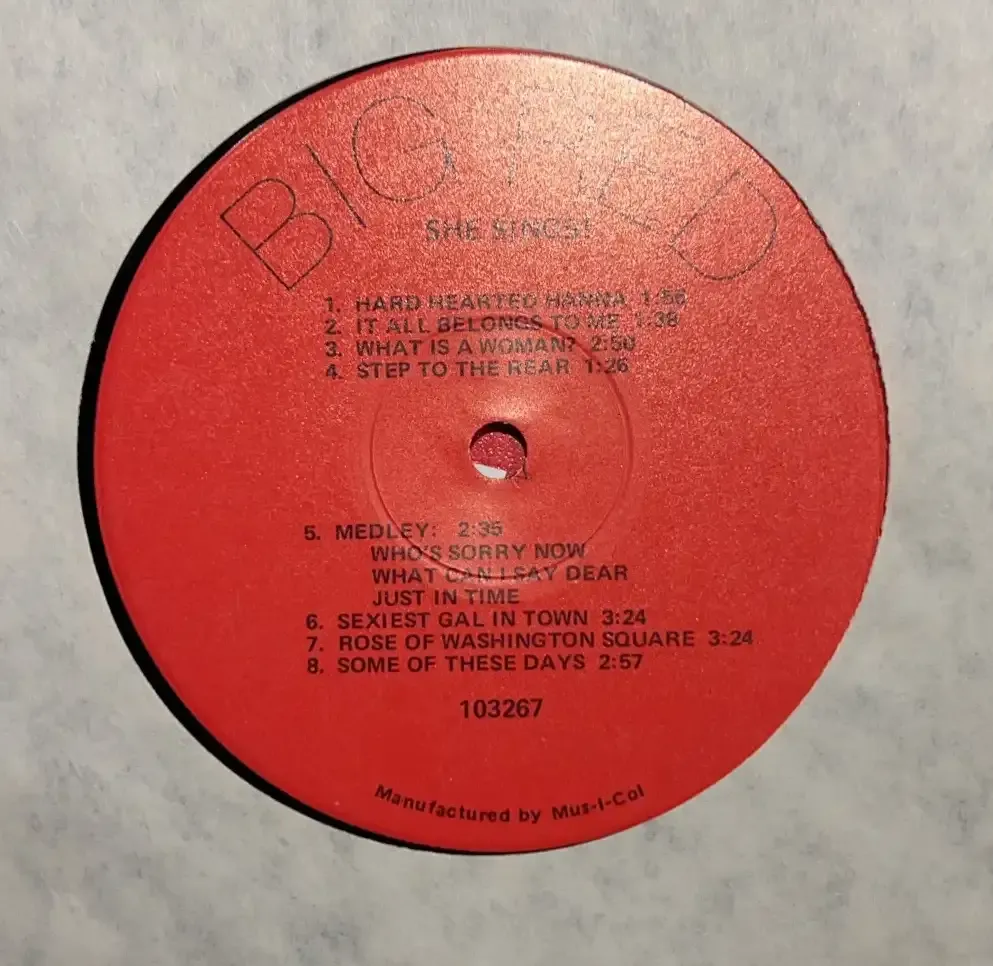 BIG RED
SHE SINGS!
1. HARD HEARTED HANNA 1:56
2. IT ALL BELONGS TO ME 1:38
3. WHAT IS A WOMAN? 2:50
4. STEP TO THE REAR 1:26
5. MEDLEY: 2:35
WHO'S SORRY NOW
WHAT CAN I SAY DEAR
JUST IN TIME
6. SEXIEST GAL IN TOWN 3:24
7. ROSE OF WASHINGTON SQUARE 3:24
8. SOME OF THESE DAYS 2:57
103267
Manufactured by Mus-I-Col